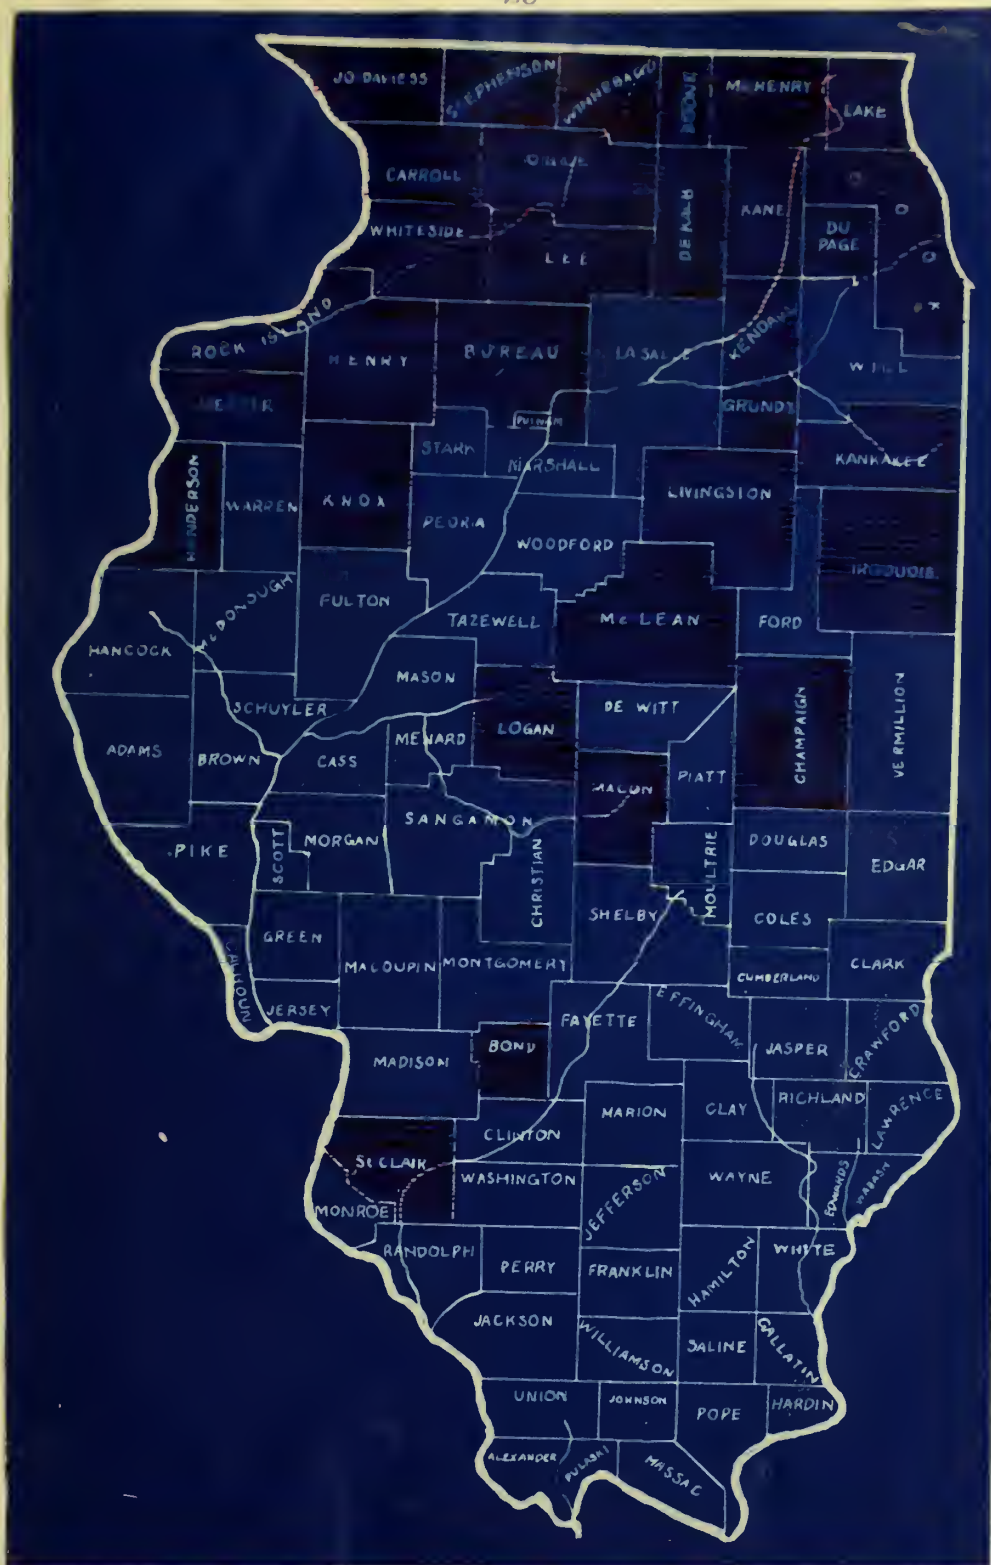 JO DAVIESS
STEPHENSON
WINNEBAGO
BOONE
McHENRY
LAKE
CARROLL
OGLE
DE KALB
KANE
DU
PAGE
WHITESIDE
LEE
ROCK ISLAND
HENRY
BUREAU
LA SALLE
KENDALL
WILL
MERCER
GRUNDY
PUTNAM
STARK
MARSHALL
KANKAKEE
HENDERSON
WARREN
KNOX
PEORIA
LIVINGSTON
WOODFORD
IROQUOIS
FULTON
McDONOUGH
TAZEWELL
McLEAN
FORD
HANCOCK
MASON
SCHUYLER
LOGAN
DE WITT
CHAMPAIGN
VERMILLION
ADAMS
BROWN
CASS
MENARD
MACON
PIATT
PIKE
SCOTT
MORGAN
SANGAMON
CHRISTIAN
MOULTRIE
DOUGLAS
EDGAR
GREEN
SHELBY
COLES
CALHOUN
MACOUPIN
MONTGOMERY
CUMBERLAND
CLARK
JERSEY
FAYETTE
EFFINGHAM
JASPER
CRAWFORD
MADISON
BOND
MARION
CLAY
RICHLAND
LAWRENCE
CLINTON
St CLAIR
WASHINGTON
JEFFERSON
WAYNE
EDWARDS
WABASH
MONROE
RANDOLPH
PERRY
FRANKLIN
HAMILTON
WHITE
JACKSON
WILLIAMSON
SALINE
GALLATIN
UNION
JOHNSON
POPE
HARDIN
ALEXANDER
PULASKI
MASSAC